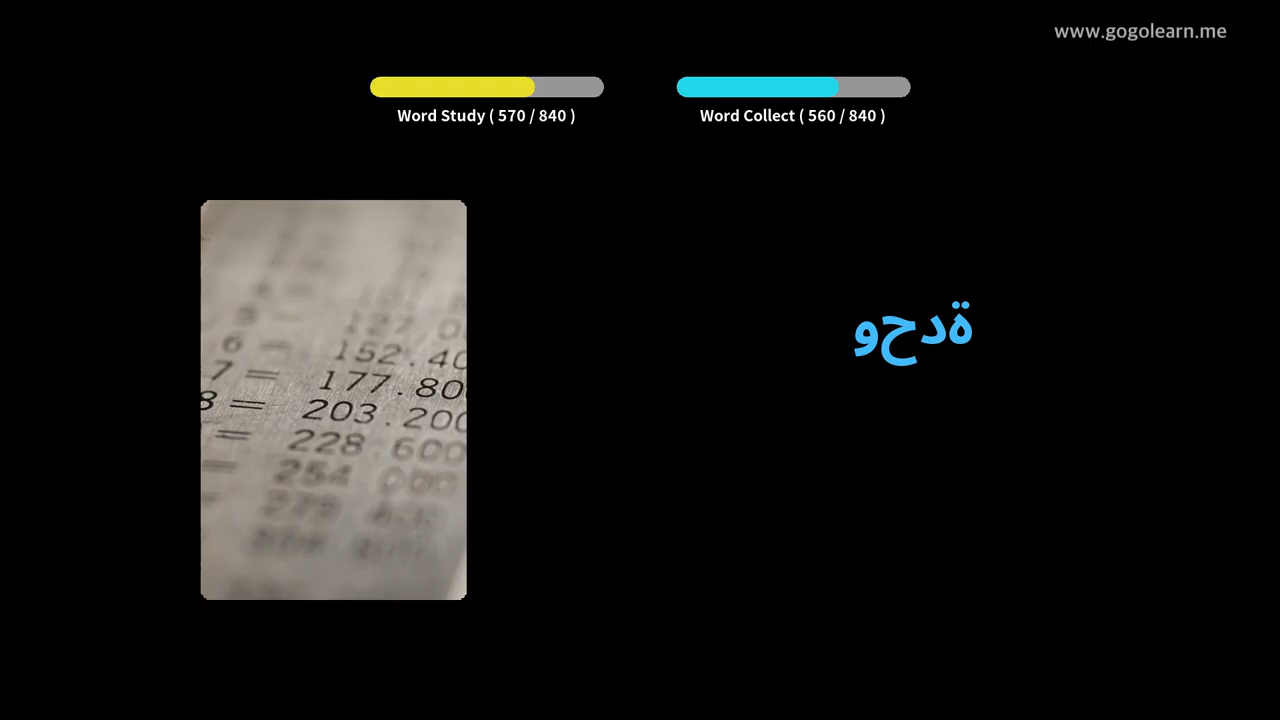 www.gogolearn.me
Word Study ( 570 / 840 )
Word Collect ( 560 / 840 )
وحدة
6 = 152.40
7 = 177.80
8 = 203.200
= 228.600
= 254